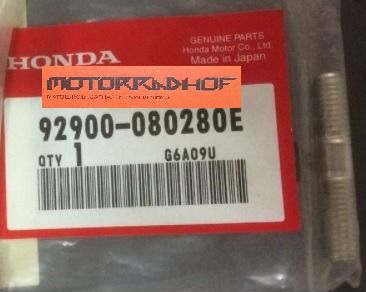 GENUINE PARTS
Honda Motor Co., Ltd.
Made in Japan
HONDA
MOTORRADHOF
92900-080280E
QTY 1 G6A09U